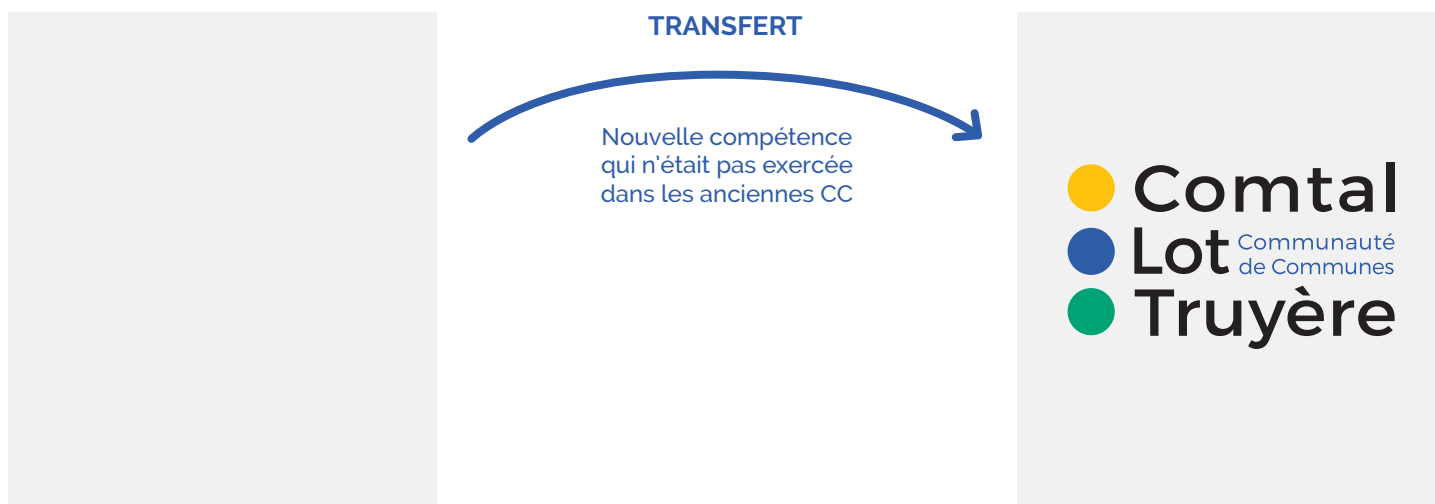 TRANSFERT
Nouvelle compétence
qui n’était pas exercée
dans les anciennes CC
Comtal
Lot Communauté
de Communes
Truyère